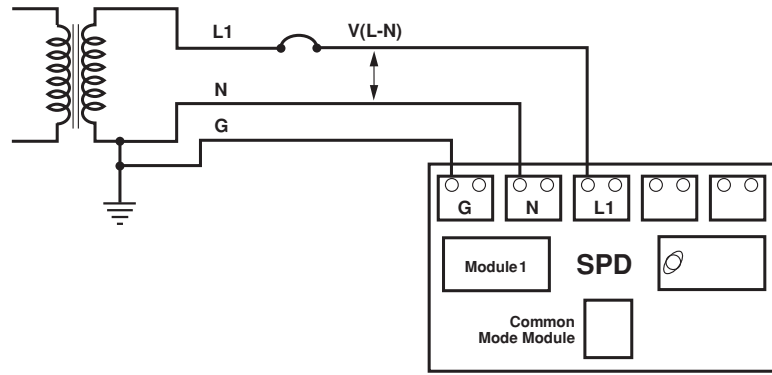 L1
V(L-N)
N
G
G
N
L1
Module1
SPD
Common
Mode Module